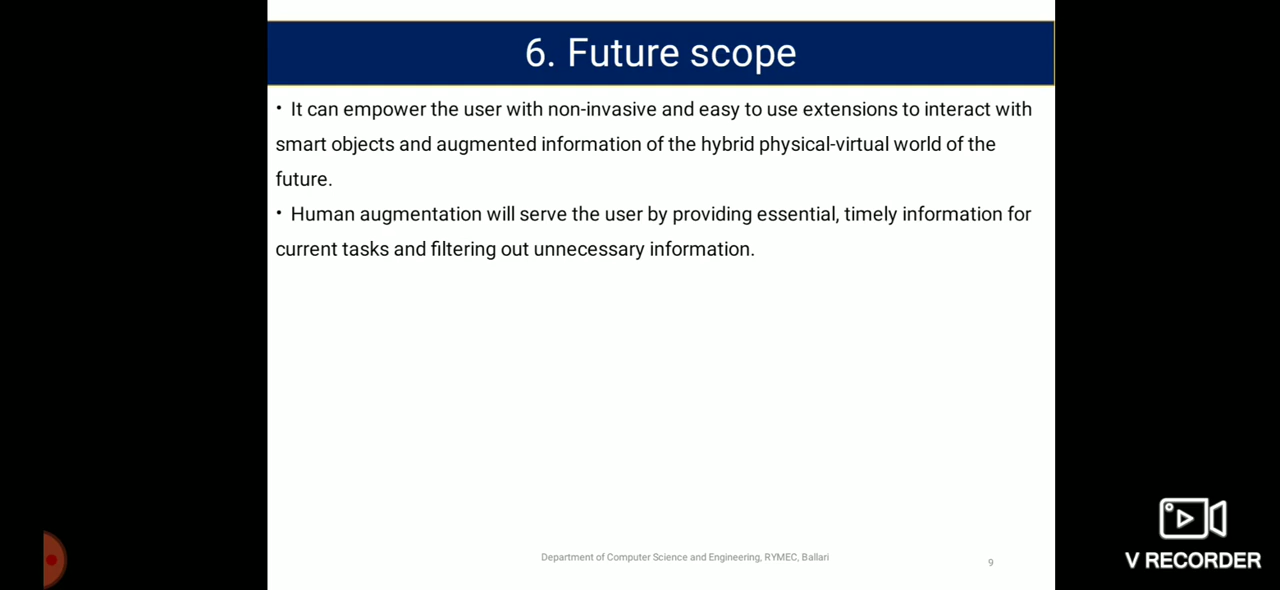 6. Future scope
• It can empower the user with non-invasive and easy to use extensions to interact with
smart objects and augmented information of the hybrid physical-virtual world of the
future.
• Human augmentation will serve the user by providing essential, timely information for
current tasks and filtering out unnecessary information.
Department of Computer Science and Engineering, RYMEC, Ballari
9
V RECORDER